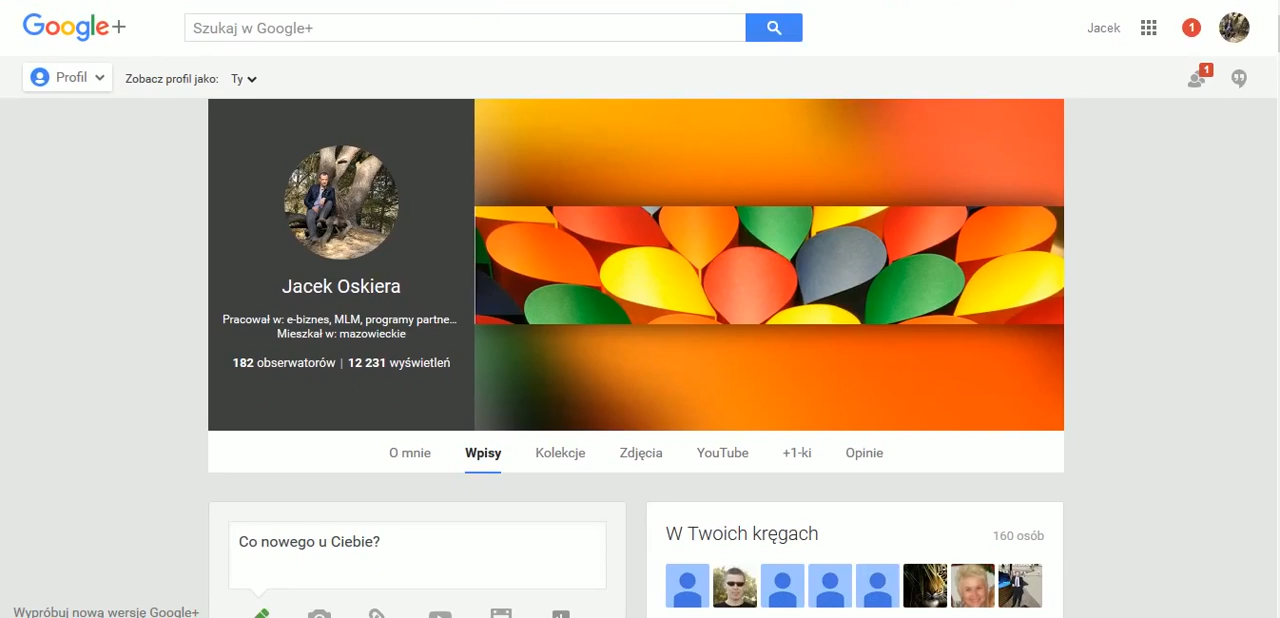 Google+
Szukaj w Google+
Jacek
1
Profil
Zobacz profil jako: Ty
1
Jacek Oskiera
Pracował w: e-biznes, MLM, programy partne...
Mieszkał w: mazowieckie
182 obserwatorów | 12 231 wyświetleń
O mnie
Wpisy
Kolekcje
Zdjęcia
YouTube
+1-ki
Opinie
Co nowego u Ciebie?
W Twoich kręgach
160 osób
Wypróbuj nową wersję Google+